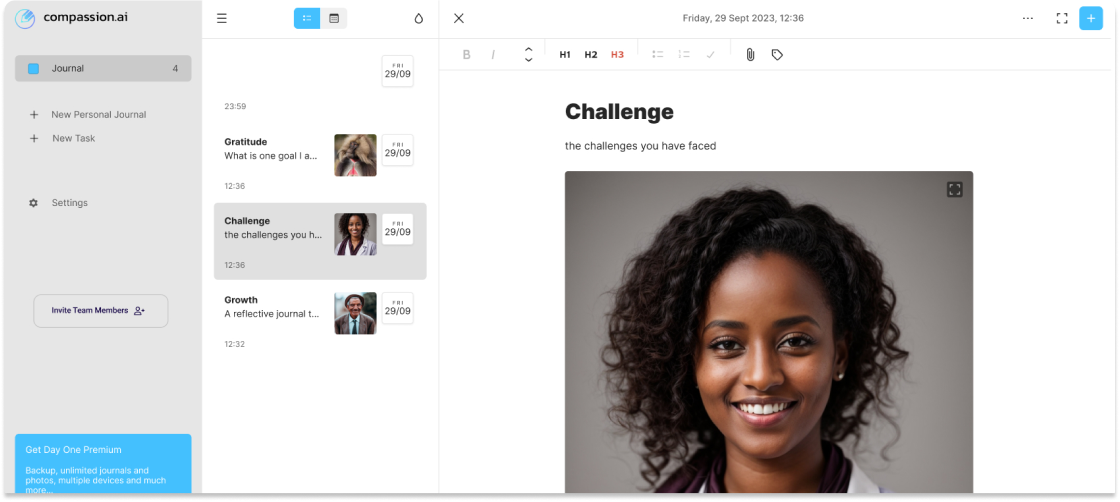 compassion.ai
Journal 4
New Personal Journal
New Task
Settings
Invite Team Members
Get Day One Premium
Backup, unlimited journals and
photos, multiple devices and much
more...
FRI
29/09
23:59
Gratitude
What is one goal I a...
FRI
29/09
12:36
Challenge
the challenges you h...
FRI
29/09
12:36
Growth
A reflective journal t...
FRI
29/09
12:32
Friday, 29 Sept 2023, 12:36
B I H1 H2 H3
Challenge
the challenges you have faced